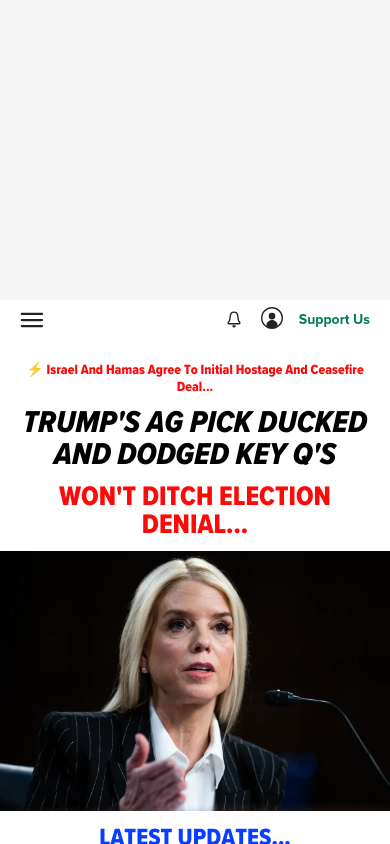 Support Us
⚡ Israel And Hamas Agree To Initial Hostage And Ceasefire
Deal...
TRUMP'S AG PICK DUCKED
AND DODGED KEY Q'S
WON'T DITCH ELECTION
DENIAL...
LATEST UPDATES...